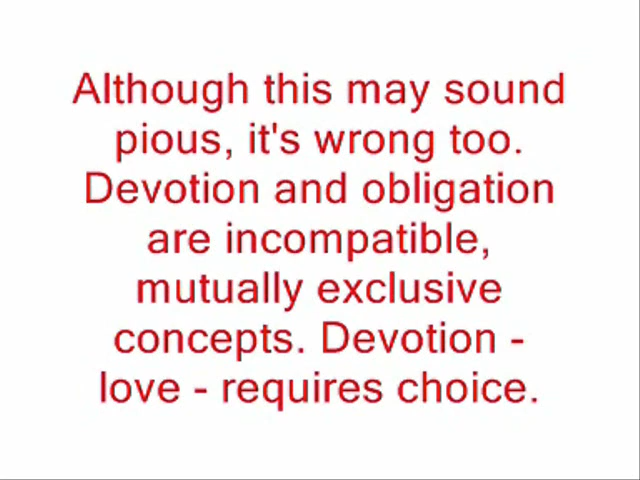 Although this may sound
pious, it's wrong too.
Devotion and obligation
are incompatible,
mutually exclusive
concepts. Devotion -
love - requires choice.